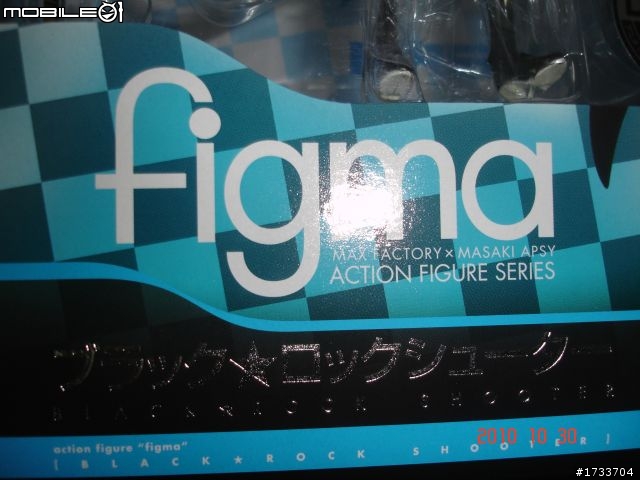 MOBILE01
figma
MAX FACTORY × MASAKI APSY
ACTION FIGURE SERIES
ブラック★ロックシューター
BLACK★ROCK SHOOTER
action figure "figma"
[ BLACK★ROCK SHOOTER ]
2010 10 30
#1733704